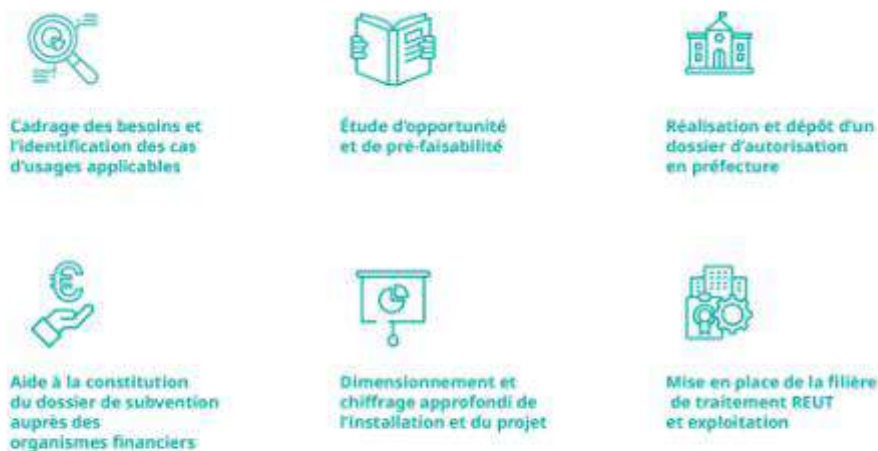 Cadrage des besoins et
l'identification des cas
d'usages applicables
Étude d'opportunité
et de pré-faisabilité
Réalisation et dépôt d'un
dossier d'autorisation
en préfecture
Aide à la constitution
du dossier de subvention
auprès des
organismes financiers
Dimensionnement et
chiffrage approfondi de
l'installation et du projet
Mise en place de la filière
de traitement REUT
et exploitation